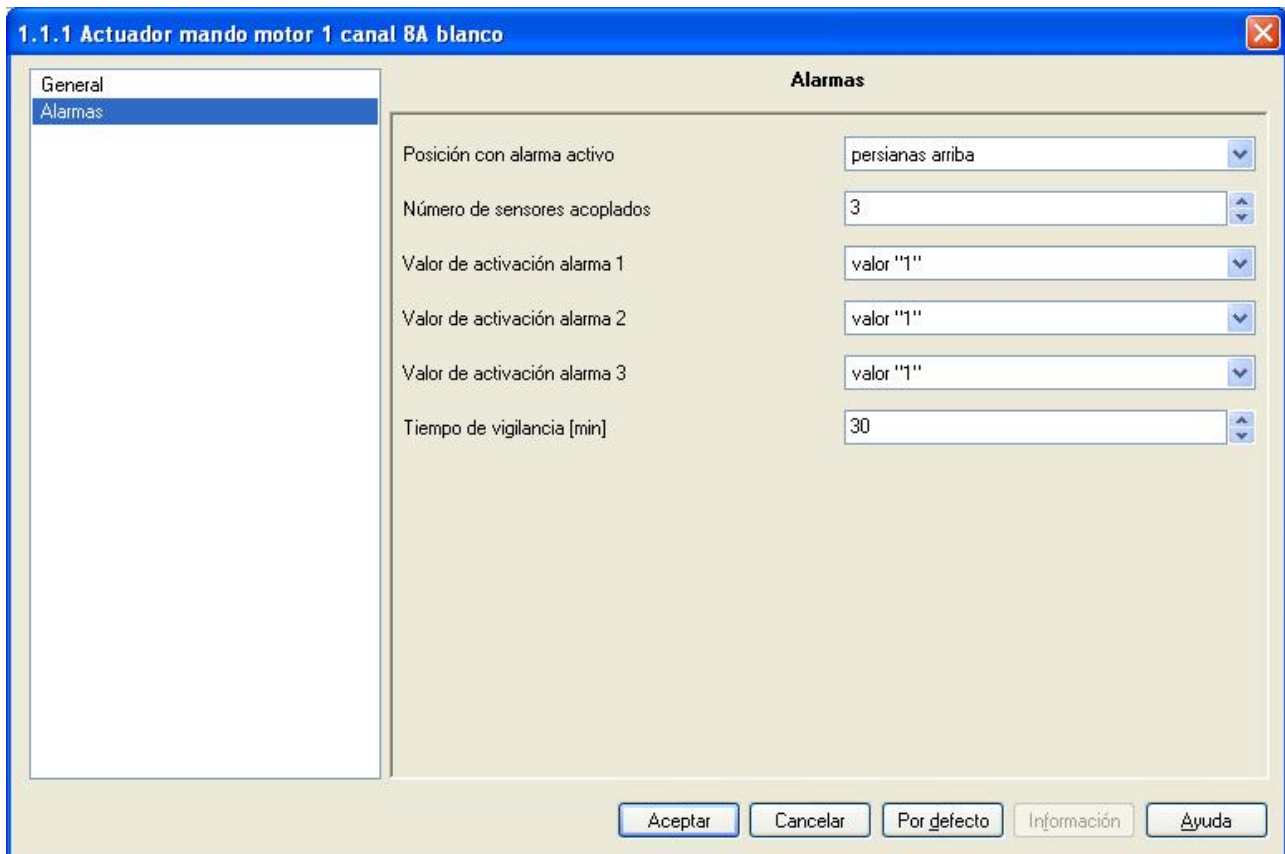 1.1.1 Actuador mando motor 1 canal 8A blanco
General
Alarmas
Alarmas
Posición con alarma activo persianas arriba
Número de sensores acoplados 3
Valor de activación alarma 1 valor "1"
Valor de activación alarma 2 valor "1"
Valor de activación alarma 3 valor "1"
Tiempo de vigilancia [min] 30
Aceptar Cancelar Por defecto Información Ayuda